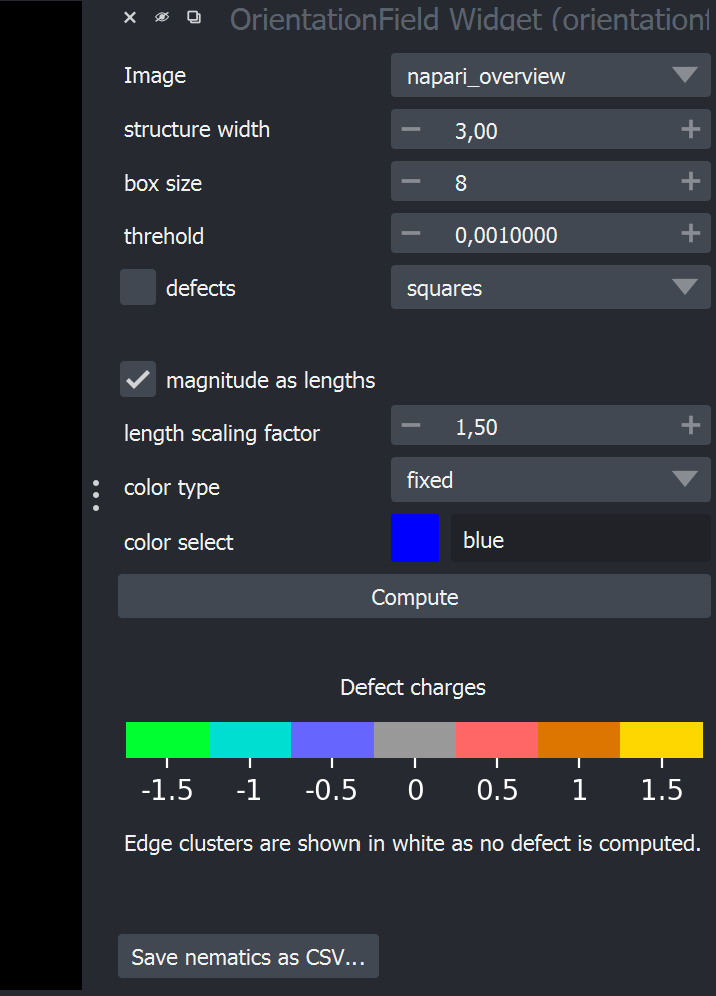 OrientationField Widget (orientationf
Image napari_overview
structure width 3,00
box size 8
threhold 0,0010000
defects squares
magnitude as lengths
length scaling factor 1,50
color type fixed
color select blue
Compute
Defect charges
-1.5 -1 -0.5 0 0.5 1 1.5
Edge clusters are shown in white as no defect is computed.
Save nematics as CSV...